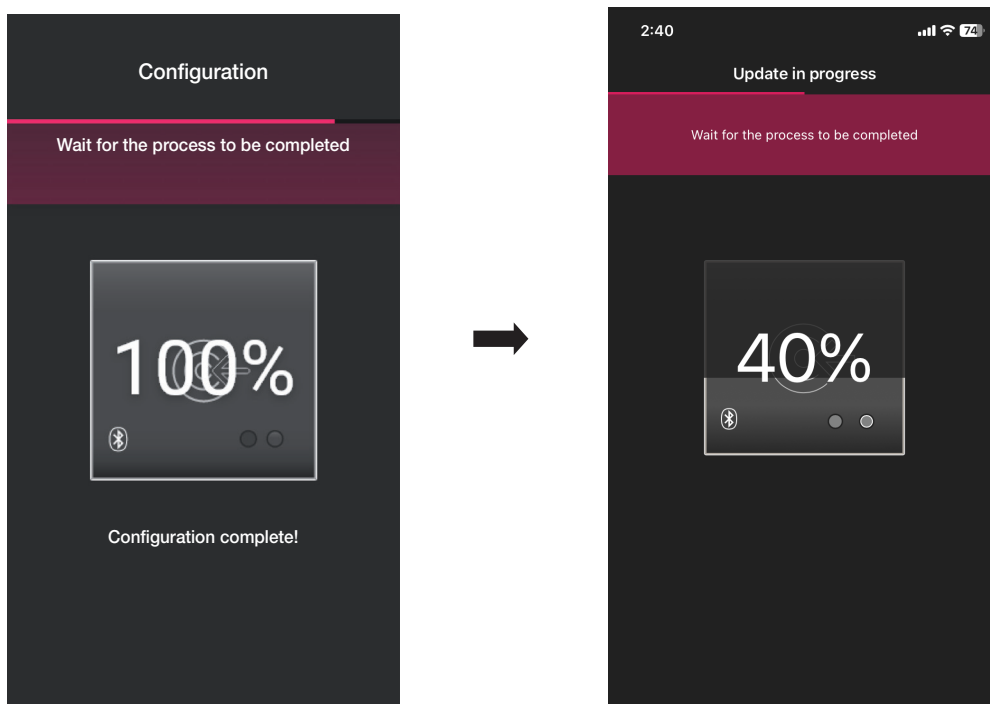 Configuration
Wait for the process to be completed
100%
Configuration complete!
2:40
74
Update in progress
Wait for the process to be completed
40%